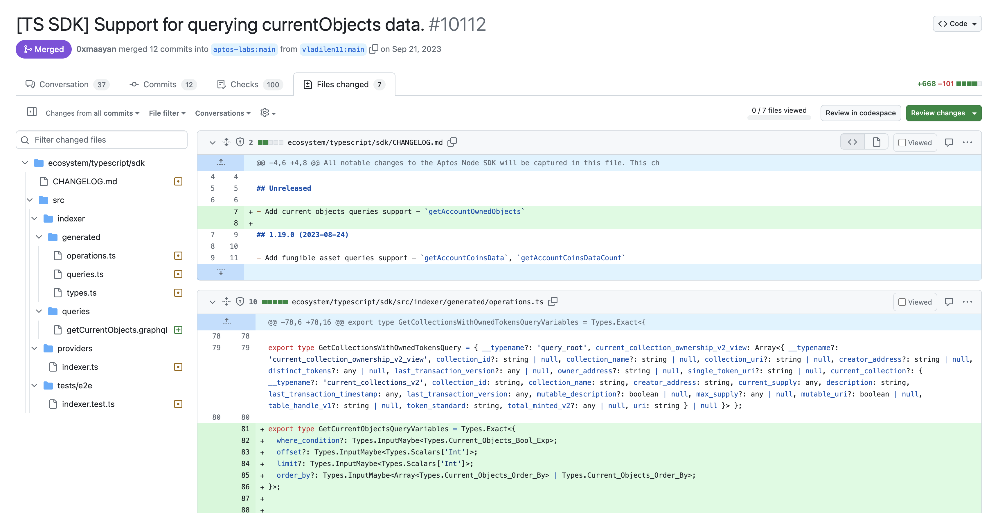 [TS SDK] Support for querying currentObjects data. #10112
Code
Merged 0xmaayan merged 12 commits into aptos-labs:main from vladilen11:main on Sep 21, 2023
Conversation 37 Commits 12 Checks 100 Files changed 7
+668 −101
Changes from all commits File filter Conversations
0 / 7 files viewed
Review in codespace
Review changes
Filter changed files
ecosystem/typescript/sdk
CHANGELOG.md
src
indexer
generated
operations.ts
queries.ts
types.ts
queries
getCurrentObjects.graphql
providers
indexer.ts
tests/e2e
indexer.test.ts
2 ecosystem/typescript/sdk/CHANGELOG.md
Viewed
@@ -4,6 +4,8 @@ All notable changes to the Aptos Node SDK will be captured in this file. This ch
4 4
5 5 ## Unreleased
6 6
7 + - Add current objects queries support - `getAccountOwnedObjects`
8 +
7 9 ## 1.19.0 (2023-08-24)
8 10
9 11 - Add fungible asset queries support - `getAccountCoinsData`, `getAccountCoinsDataCount`
10 ecosystem/typescript/sdk/src/indexer/generated/operations.ts
Viewed
@@ -78,6 +78,16 @@ export type GetCollectionsWithOwnedTokensQueryVariables = Types.Exact<{
78 78
79 79 export type GetCollectionsWithOwnedTokensQuery = { __typename?: 'query_root', current_collection_ownership_v2_view: Array<{ __typename?:
'current_collection_ownership_v2_view', collection_id?: string | null, collection_name?: string | null, collection_uri?: string | null, creator_address?: string | null,
distinct_tokens?: any | null, last_transaction_version?: any | null, owner_address?: string | null, single_token_uri?: string | null, current_collection?: {
__typename?: 'current_collections_v2', collection_id: string, collection_name: string, creator_address: string, current_supply: any, description: string,
last_transaction_timestamp: any, last_transaction_version: any, mutable_description?: boolean | null, max_supply?: any | null, mutable_uri?: boolean | null,
table_handle_v1?: string | null, token_standard: string, total_minted_v2?: any | null, uri: string } | null }> };
80 80
81 + export type GetCurrentObjectsQueryVariables = Types.Exact<{
82 + where_condition?: Types.InputMaybe<Types.Current_Objects_Bool_Exp>;
83 + offset?: Types.InputMaybe<Types.Scalars['Int']>;
84 + limit?: Types.InputMaybe<Types.Scalars['Int']>;
85 + order_by?: Types.InputMaybe<Array<Types.Current_Objects_Order_By> | Types.Current_Objects_Order_By>;
86 + }>;
87 +
88 +